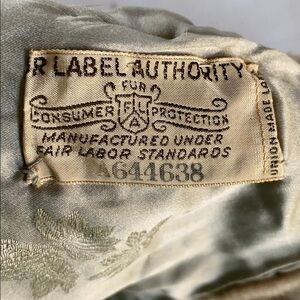 R LABEL AUTHORITY
FUR
CONSUMER PROTECTION
MANUFACTURED UNDER
FAIR LABOR STANDARDS
A644638
UNION MADE